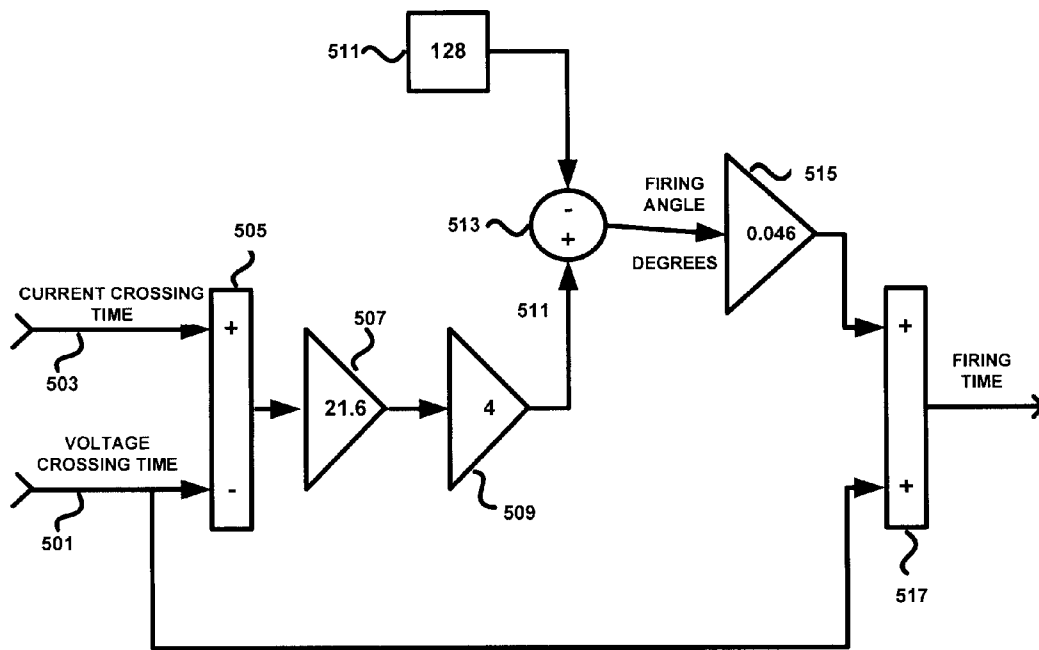 511
128
515
FIRING
ANGLE
0.046
DEGREES
-
+
513
505
CURRENT CROSSING
TIME
+
503
507
511
21.6
4
+
FIRING
TIME
VOLTAGE
CROSSING TIME
-
501
509
+
517